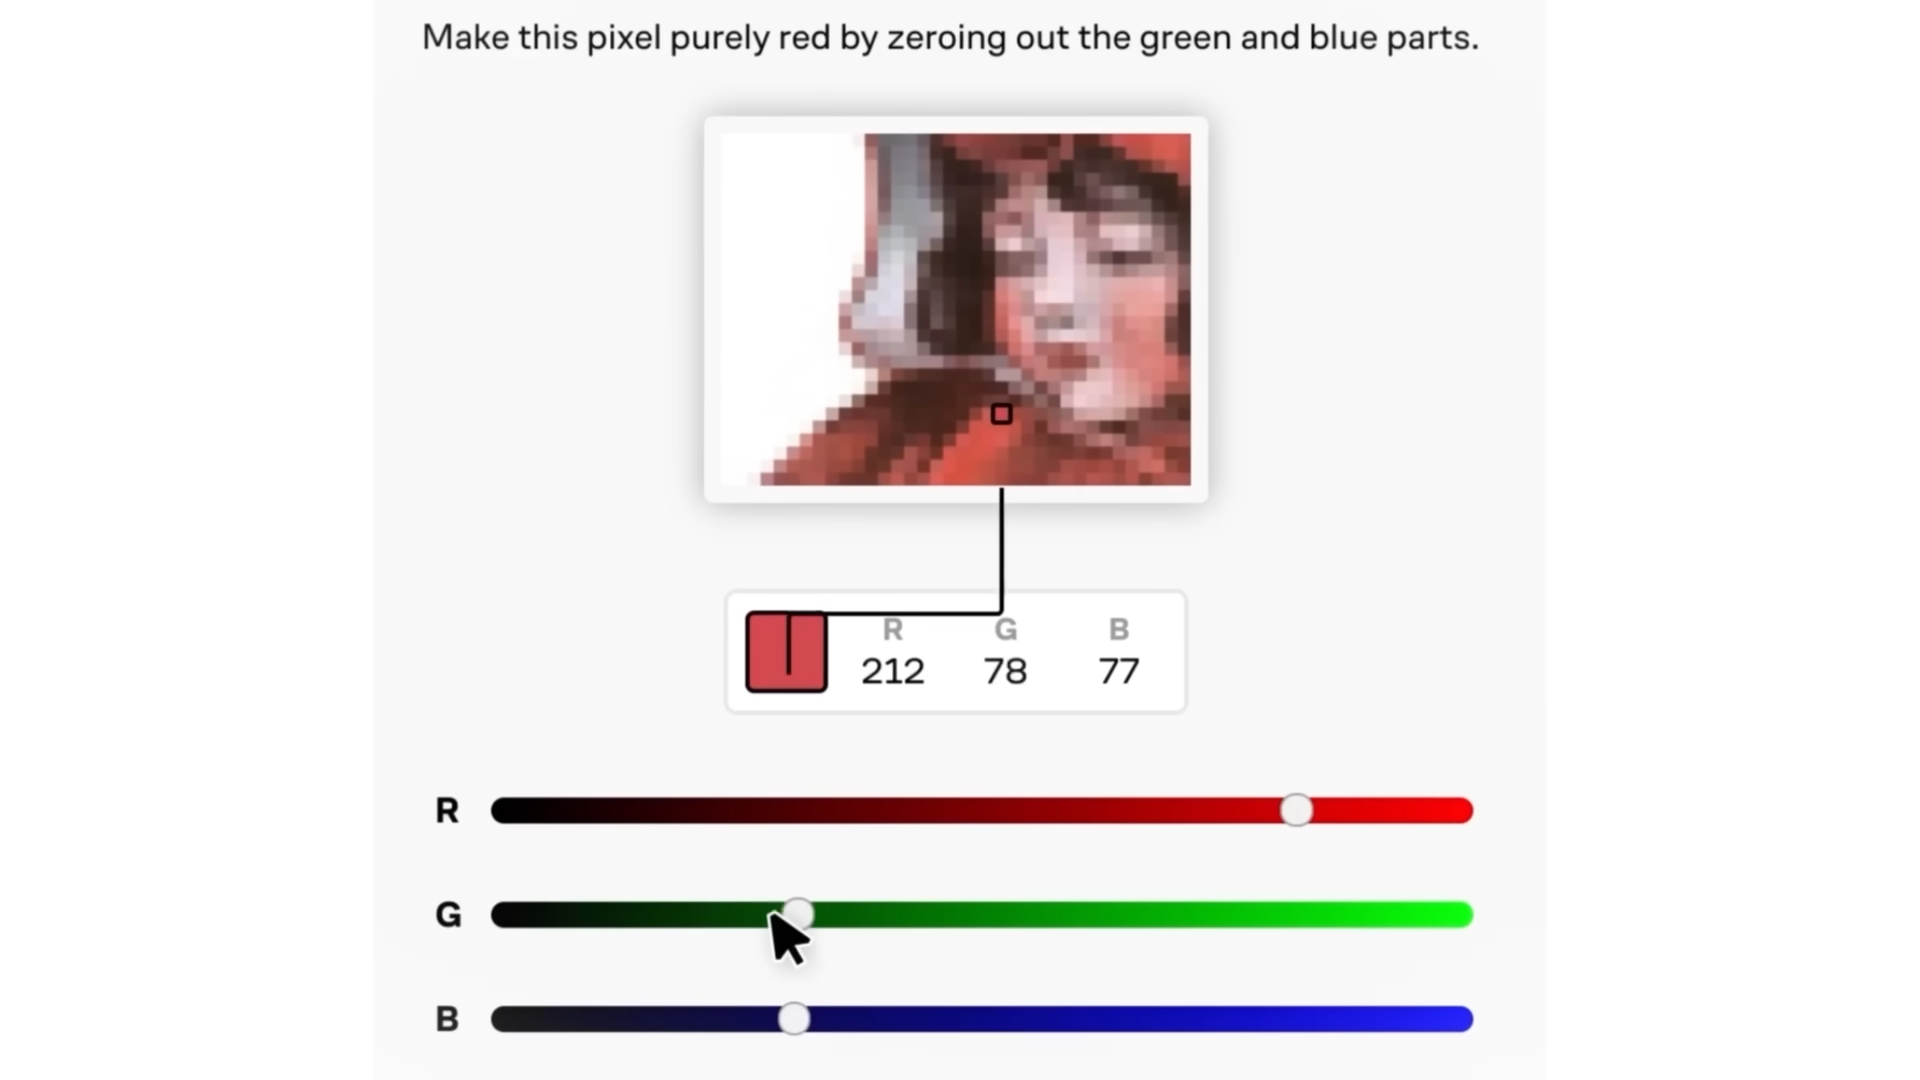 Make this pixel purely red by zeroing out the green and blue parts.
R G B
212 78 77
R
G
B